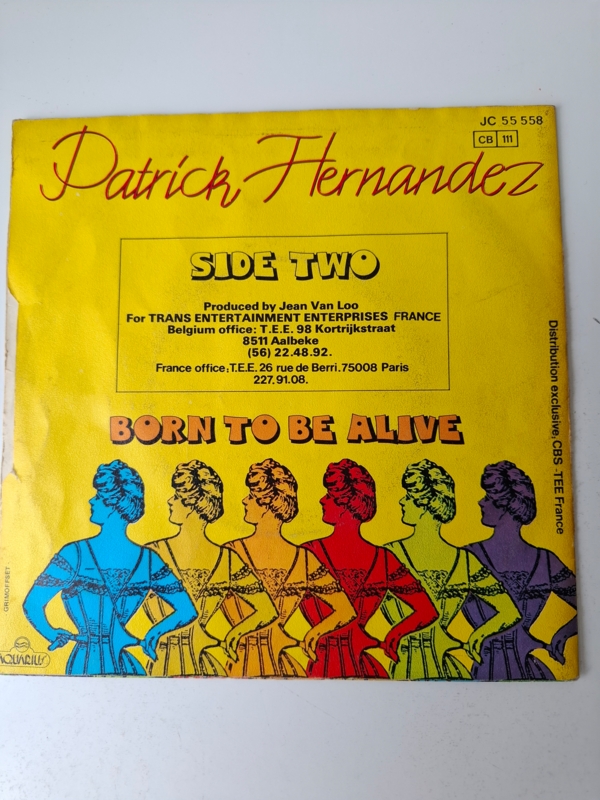 JC 55 558
CB 111
Patrick Hernandez
SIDE TWO
Produced by Jean Van Loo
For TRANS ENTERTAINMENT ENTERPRISES FRANCE
Belgium office: T.E.E. 98 Kortrijkstraat
8511 Aalbeke
(56) 22.48.92.
France office: T.E.E. 26 rue de Berri. 75008 Paris
227.91.08.
Distribution exclusive, CBS - TEE France
BORN TO BE ALIVE
GRIMOFFSET
AQUARIUS